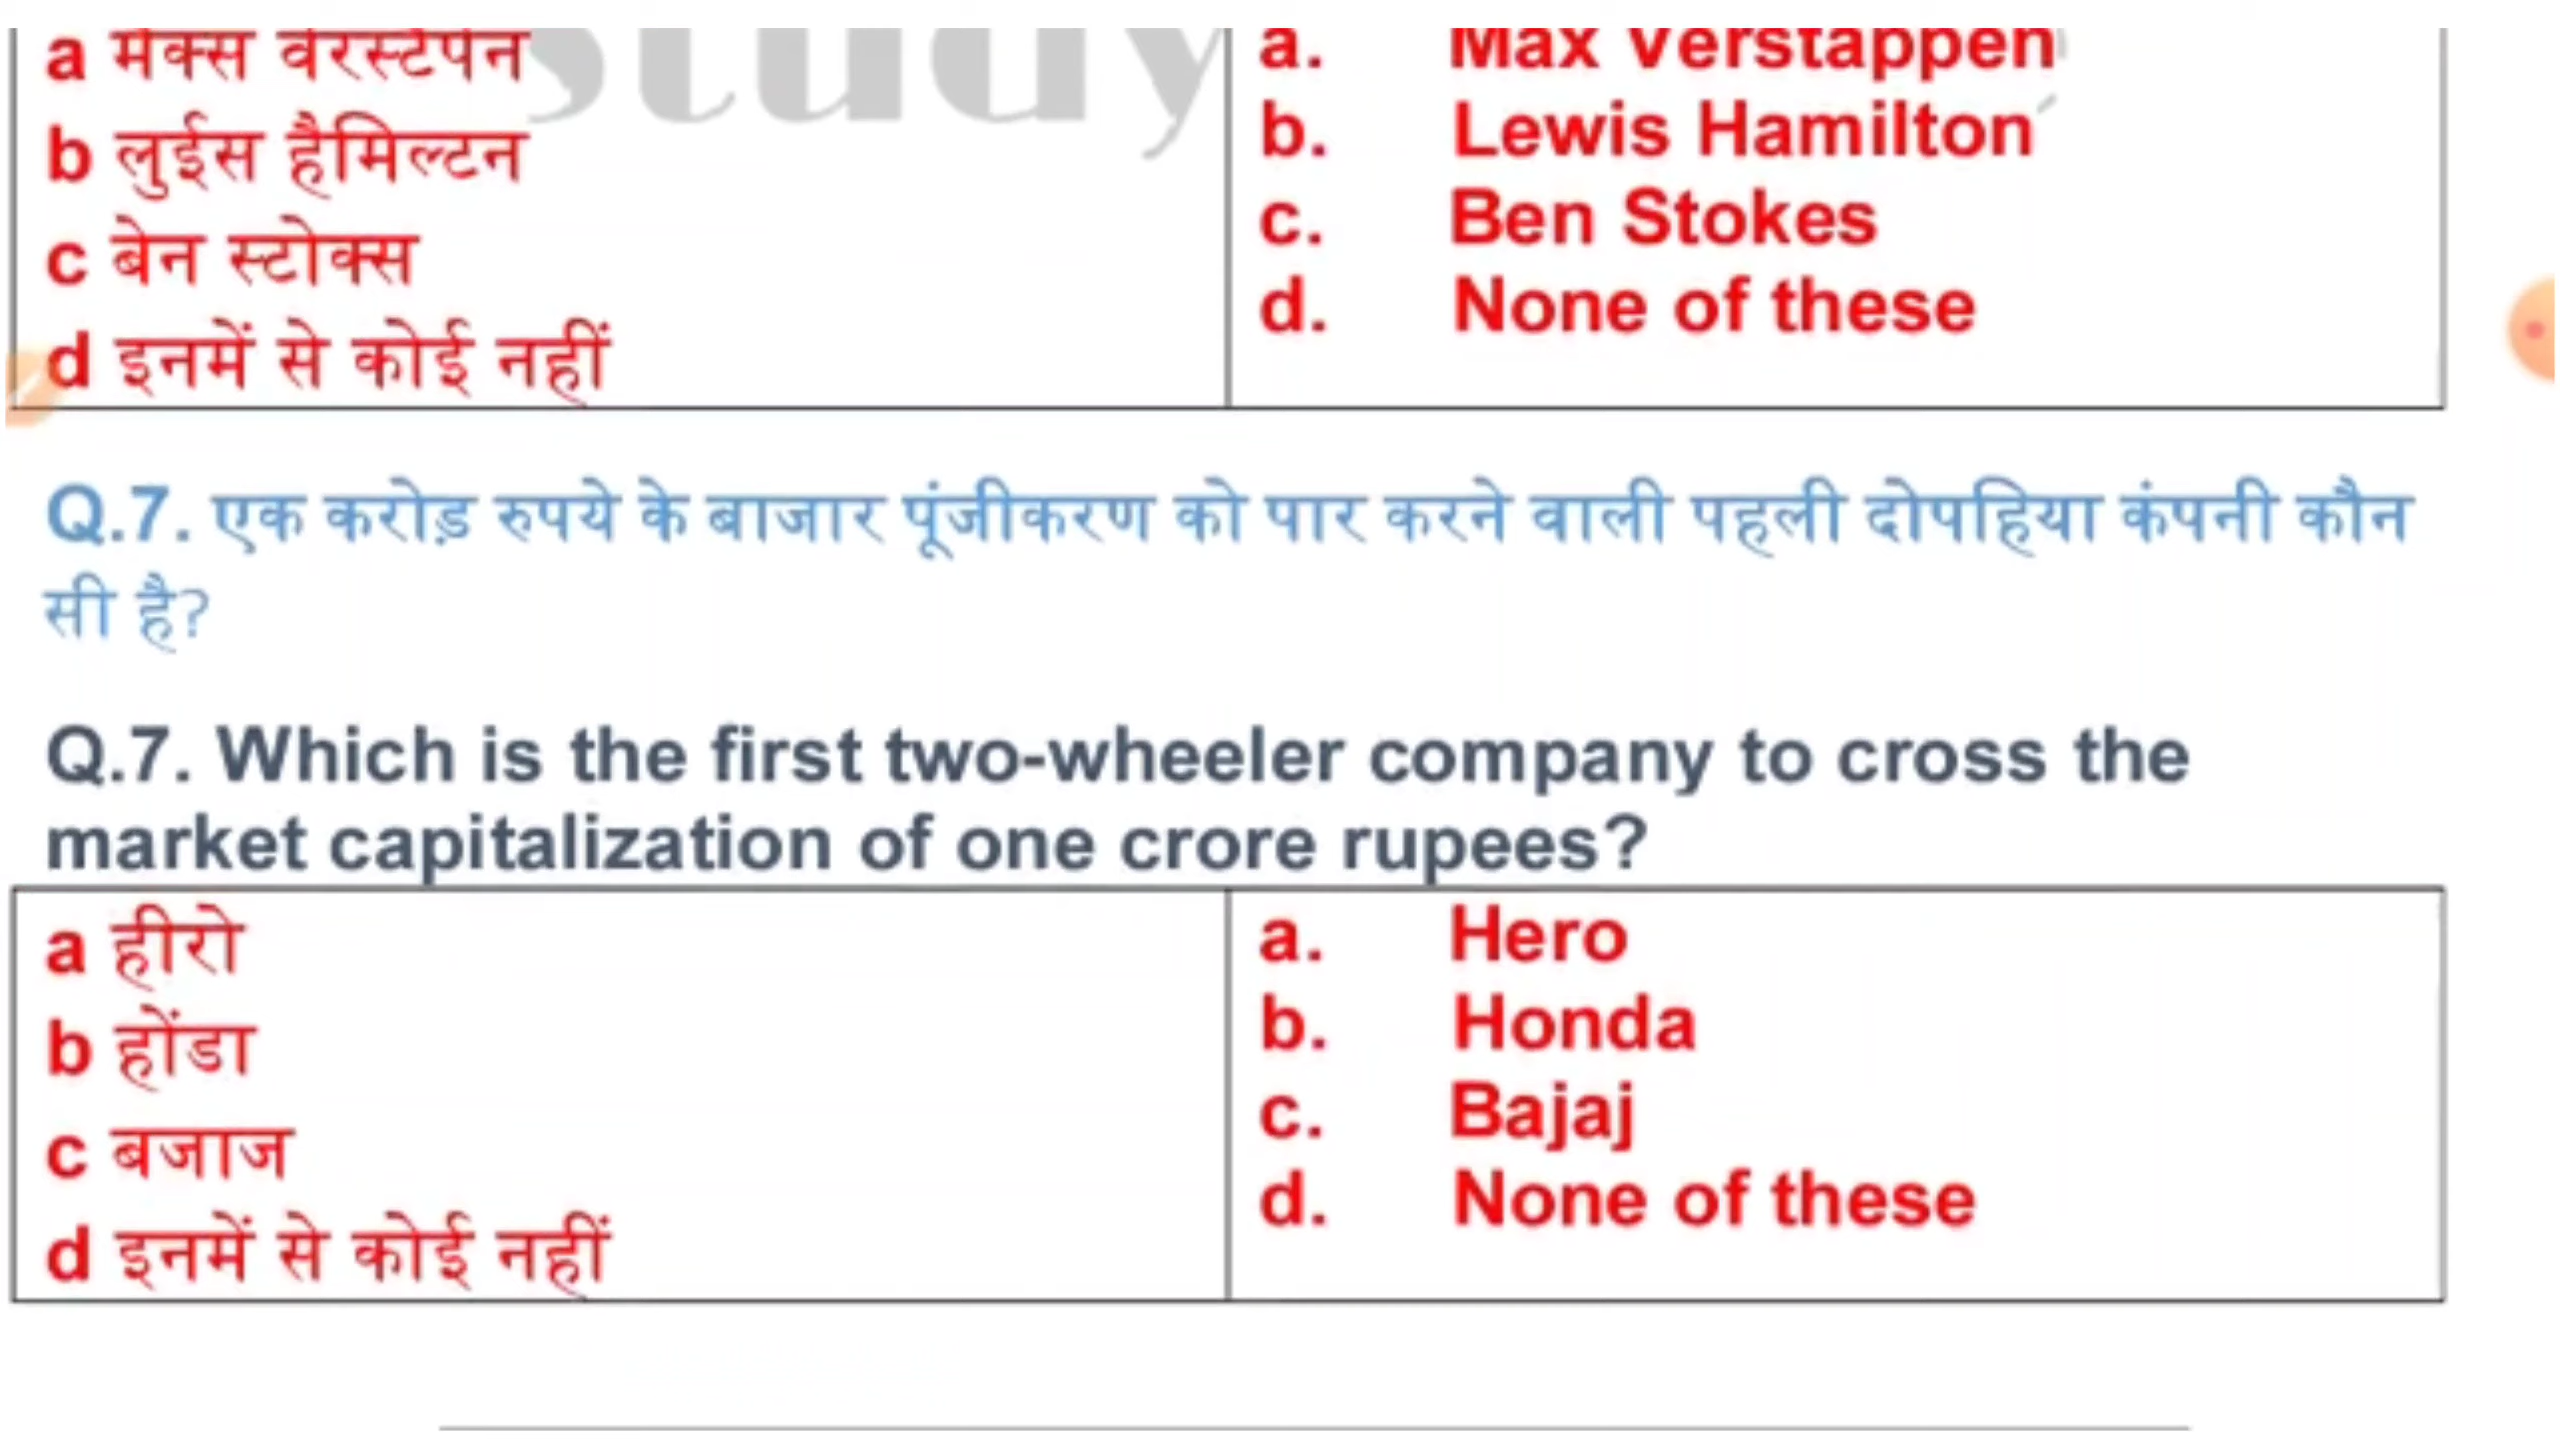 study
a मैक्स वेरस्टैपेन a. Max Verstappen
b लुईस हैमिल्टन b. Lewis Hamilton
c बेन स्टोक्स c. Ben Stokes
d इनमें से कोई नहीं d. None of these
Q.7. एक करोड़ रुपये के बाजार पूंजीकरण को पार करने वाली पहली दोपहिया कंपनी कौन
सी है?
Q.7. Which is the first two-wheeler company to cross the
market capitalization of one crore rupees?
a हीरो a. Hero
b होंडा b. Honda
c बजाज c. Bajaj
d इनमें से कोई नहीं d. None of these